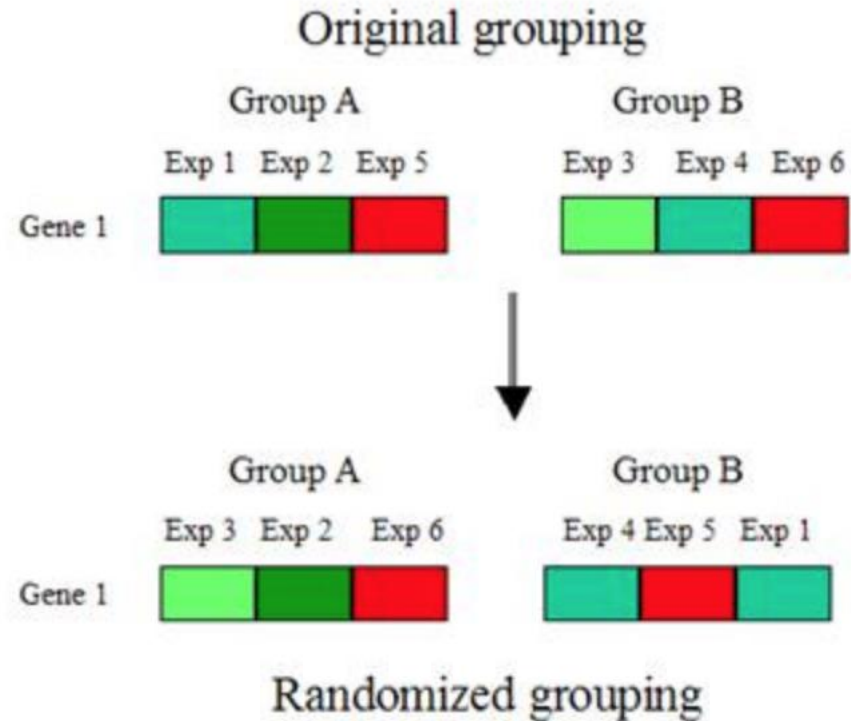 Original grouping
Group A Group B
Exp 1 Exp 2 Exp 5 Exp 3 Exp 4 Exp 6
Gene 1
Group A Group B
Exp 3 Exp 2 Exp 6 Exp 4 Exp 5 Exp 1
Gene 1
Randomized grouping